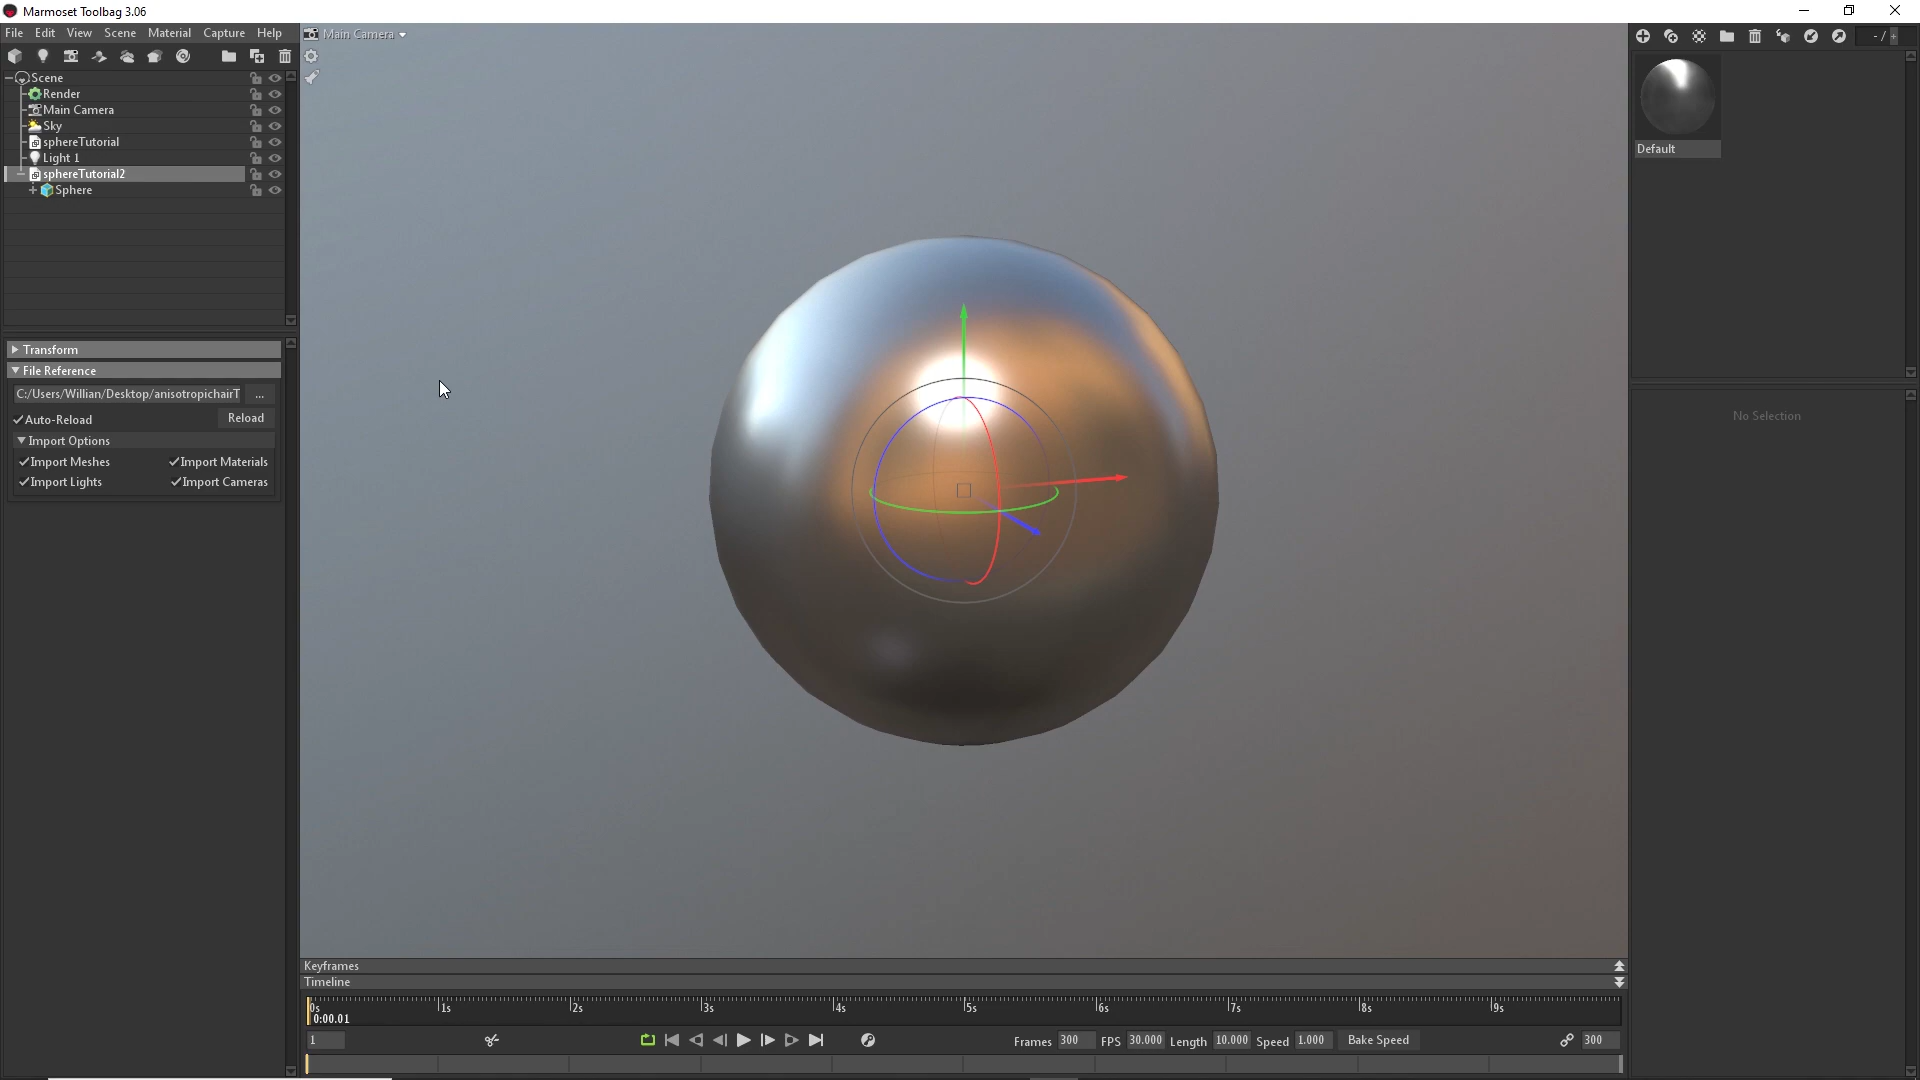 Marmoset Toolbag 3.06
File Edit View Scene Material Capture Help
Main Camera
- / +
Scene
Render
Main Camera
Sky
sphereTutorial
Light 1
sphereTutorial2
Sphere
Default
Transform
File Reference
C:/Users/Willian/Desktop/anisotropichairT ...
Auto-Reload Reload
Import Options
Import Meshes Import Materials
Import Lights Import Cameras
No Selection
Keyframes
Timeline
0s 1s 2s 3s 4s 5s 6s 7s 8s 9s
0:00.01
1 Frames 300 FPS 30.000 Length 10.000 Speed 1.000 Bake Speed 300